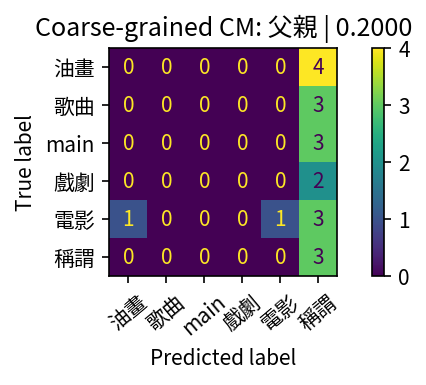 Coarse-grained CM: 父親 | 0.2000
True label
油畫 0 0 0 0 0 4
歌曲 0 0 0 0 0 3
main 0 0 0 0 0 3
戲劇 0 0 0 0 0 2
電影 1 0 0 0 1 3
稱謂 0 0 0 0 0 3
油畫 歌曲 main 戲劇 電影 稱謂
Predicted label
4
3
2
1
0